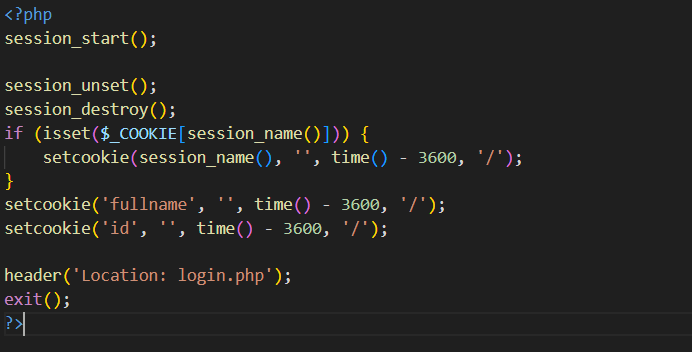 <?php
session_start();

session_unset();
session_destroy();
if (isset($_COOKIE[session_name()])) {
    setcookie(session_name(), '', time() - 3600, '/');
}
setcookie('fullname', '', time() - 3600, '/');
setcookie('id', '', time() - 3600, '/');

header('Location: login.php');
exit();
?>